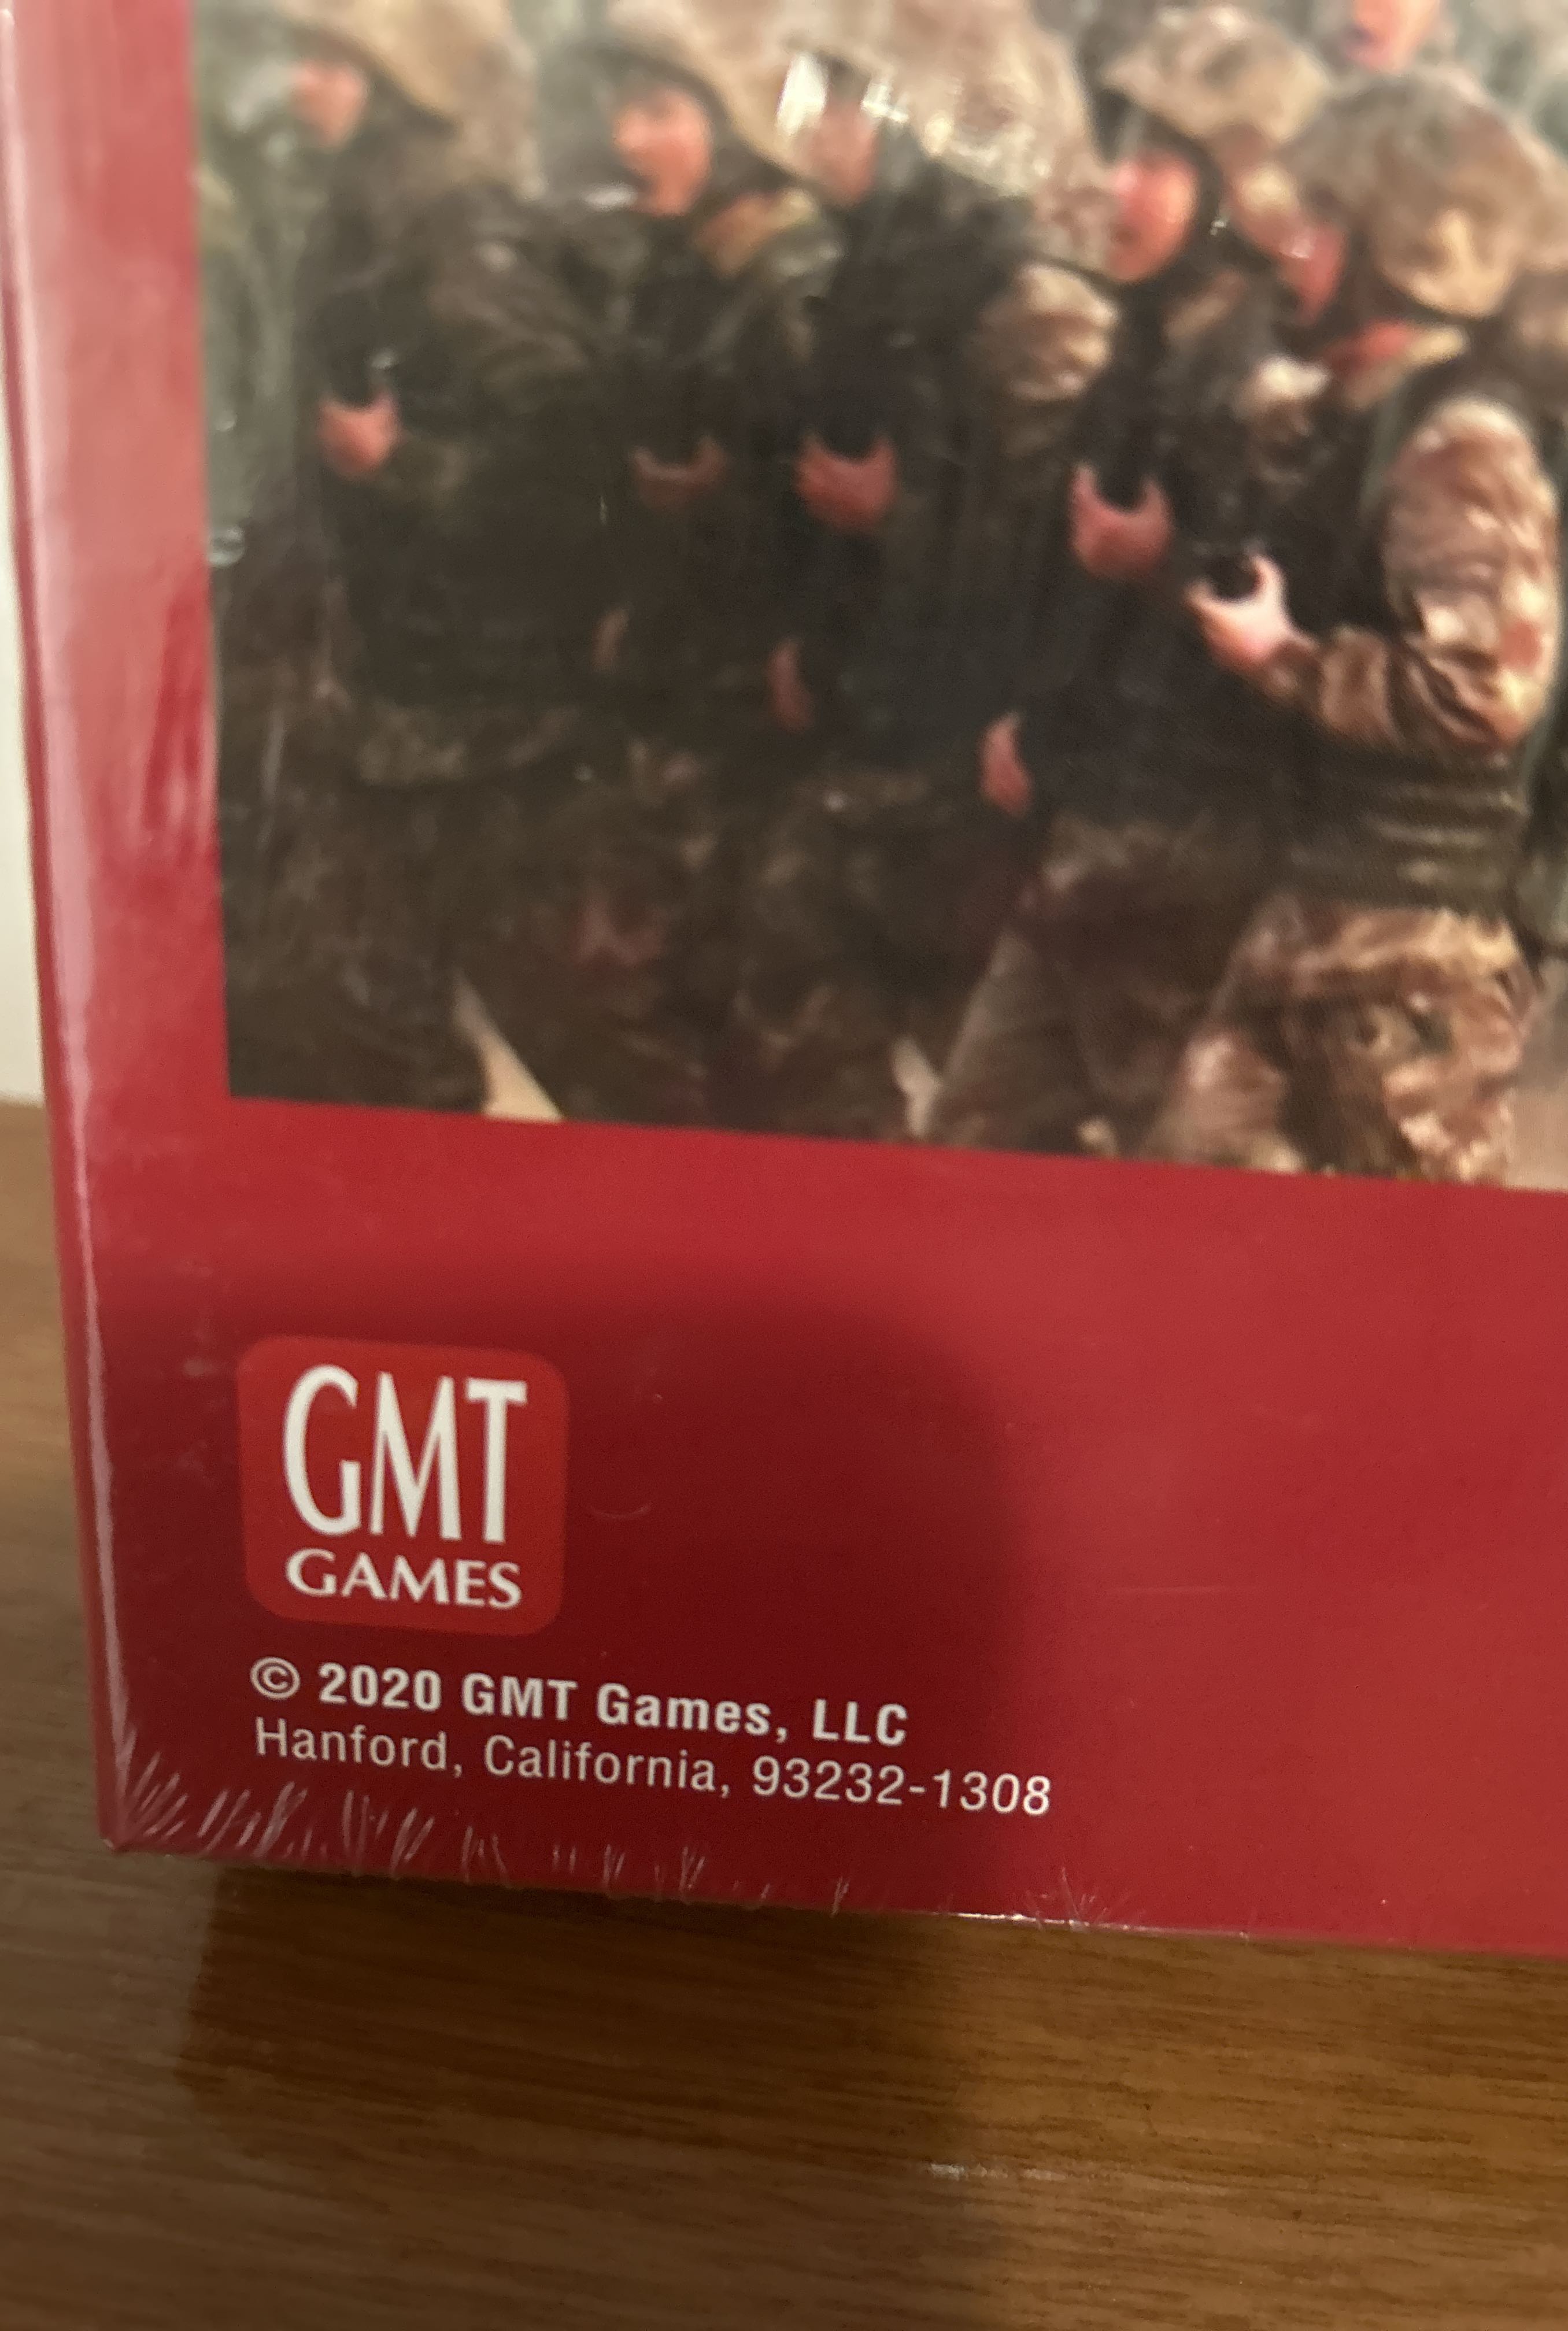 GMT
GAMES
© 2020 GMT Games, LLC
Hanford, California, 93232-1308